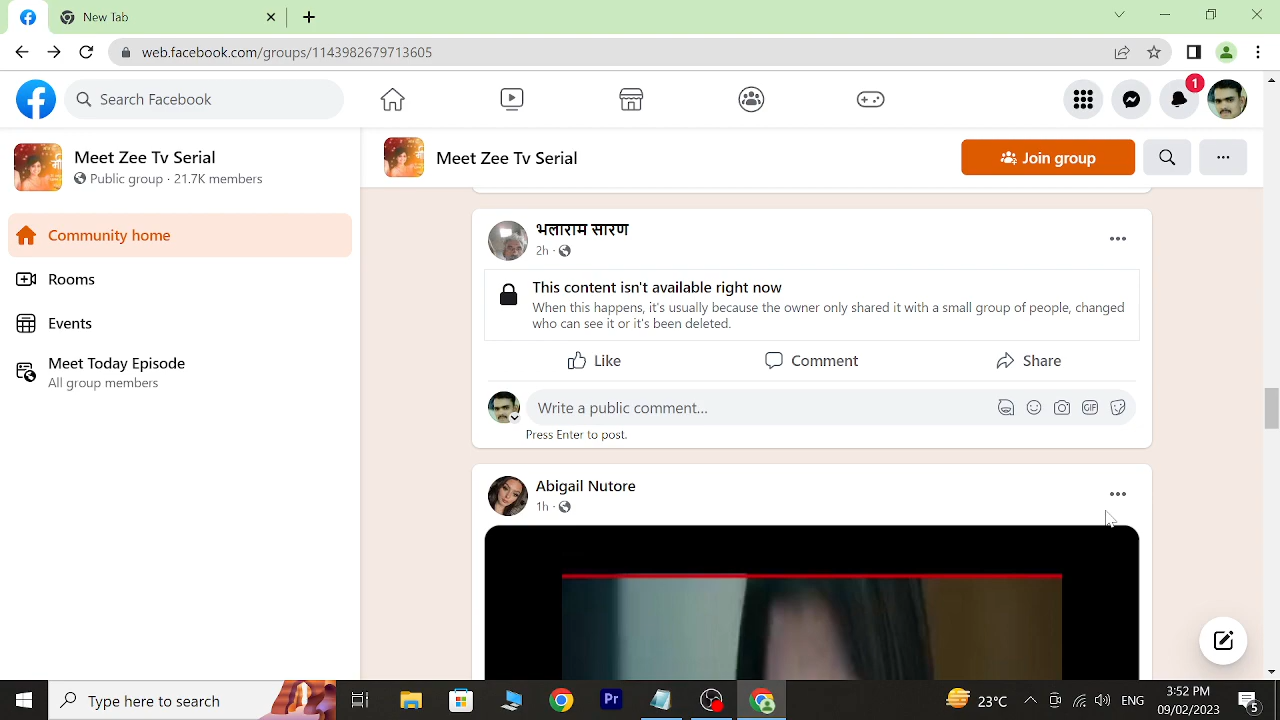 New Tab
web.facebook.com/groups/1143982679713605
Search Facebook
1
Meet Zee Tv Serial
Public group · 21.7K members
Community home
Rooms
Events
Meet Today Episode
All group members
Meet Zee Tv Serial
Join group
भलाराम सारण
2h ·
This content isn't available right now
When this happens, it's usually because the owner only shared it with a small group of people, changed
who can see it or it's been deleted.
Like
Comment
Share
Write a public comment...
GIF
Press Enter to post.
Abigail Nutore
1h ·
Type here to search
Pr
23°C
ENG
3:52 PM
09/02/2023
5